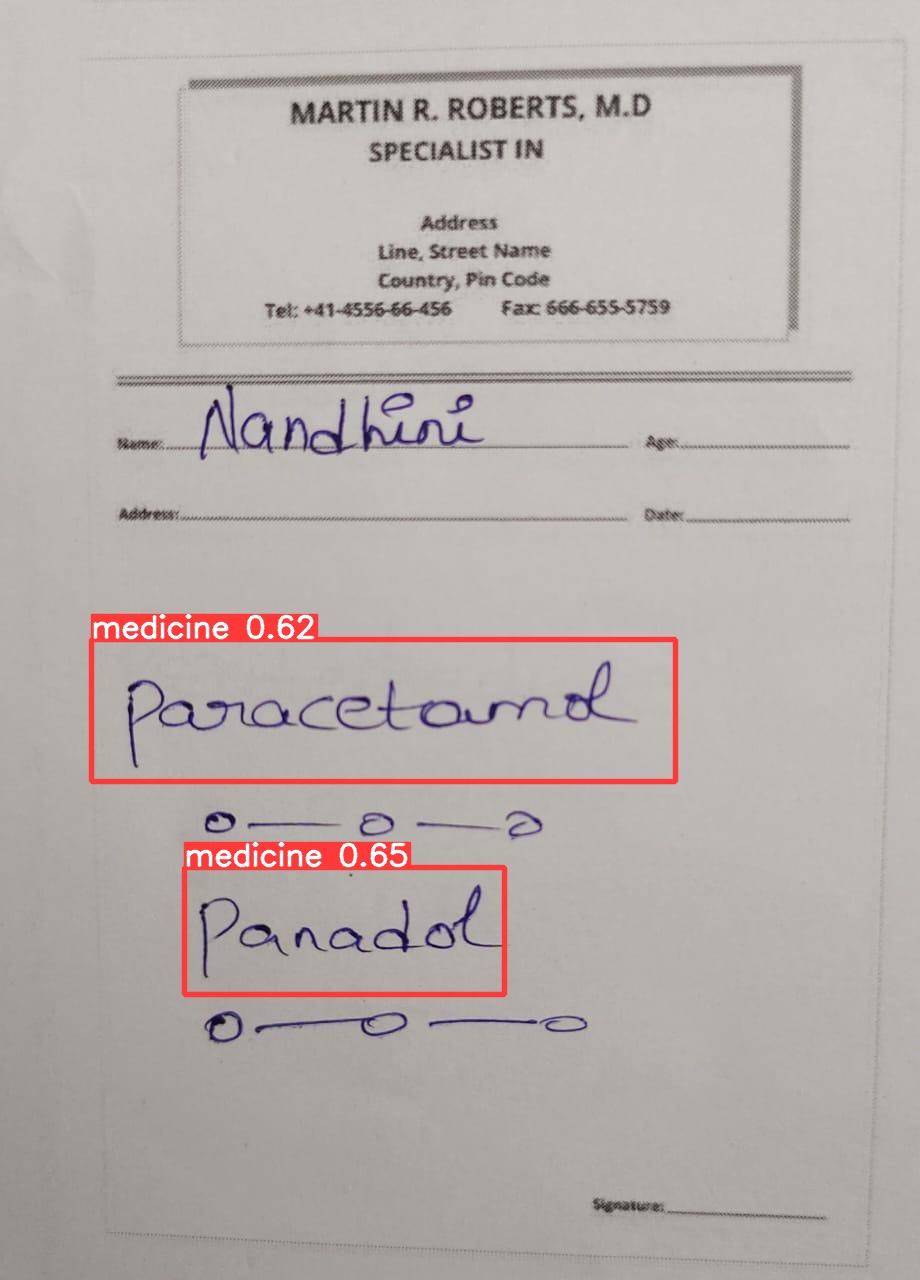 MARTIN R. ROBERTS, M.D
SPECIALIST IN
Address
Line, Street Name
Country, Pin Code
Tel: +41-4556-66-456 Fax: 666-655-5759
Name: Nandhini Age:
Address: Date:
medicine 0.62
Paracetamol
o — o — o
medicine 0.65
Panadol
o — o — o
Signature: